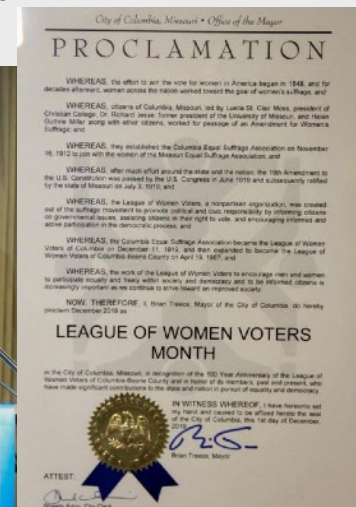 City of Columbia, Missouri • Office of the Mayor
PROCLAMATION
WHEREAS, the effort to win the vote for women in America began in 1848, and for
decades afterward, women across the nation worked toward the goal of women's suffrage; and
WHEREAS, citizens of Columbia, Missouri, led by Luella St. Clair Moss, president of
Christian College, Dr. Richard Jesse, former president of the University of Missouri, and Helen
Guthrie Miller along with other citizens, worked for passage of an Amendment for Women's
Suffrage; and
WHEREAS, they established the Columbia Equal Suffrage Association on November
16, 1912 to join with the women of the Missouri Equal Suffrage Association, and
WHEREAS, after much effort around the state and the nation, the 19th Amendment to
the U.S. Constitution was passed by the U.S. Congress in June 1919 and subsequently ratified
by the state of Missouri on July 3, 1919; and
WHEREAS, the League of Women Voters, a nonpartisan organization, was created
out of the suffrage movement to promote political and civic responsibility by informing citizens
on governmental issues, assisting citizens in their right to vote, and encouraging informed and
active participation in the democratic process; and
WHEREAS, the Columbia Equal Suffrage Association became the League of Women
Voters of Columbia on December 11, 1919, and then expanded to become the League of
Women Voters of Columbia-Boone County on April 19, 1967; and
WHEREAS, the work of the League of Women Voters to encourage men and women
to participate equally and freely within society and democracy and to be informed citizens is
increasingly important as we continue to strive toward an improved society.
NOW, THEREFORE, I, Brian Treece, Mayor of the City of Columbia, do hereby
proclaim December 2019 as
LEAGUE OF WOMEN VOTERS
MONTH
in the City of Columbia, Missouri, in recognition of the 100 Year Anniversary of the League of
Women Voters of Columbia-Boone County and in honor of its members, past and present, who
have made significant contributions to the state and nation in pursuit of equality and democracy.
IN WITNESS WHEREOF, I have hereunto set
my hand and caused to be affixed hereto the seal
of the City of Columbia, this 1st day of December,
2019
Brian Treece, Mayor
ATTEST:
City Clerk